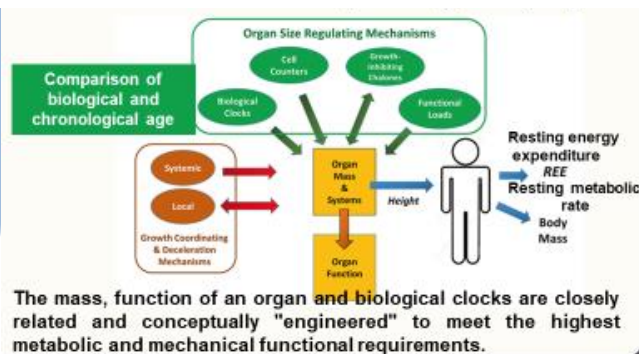 Organ Size Regulating Mechanisms
Cell
Counters
Growth-
Inhibiting
Chalones
Biological
Clocks
Functional
Loads
Comparison of
biological and
chronological age
Systemic
Local
Growth Coordinating
& Deceleration
Mechanisms
Organ
Mass
&
Systems
Height
Organ
Function
Resting energy
expenditure
REE
Resting metabolic
rate
Body
Mass
The mass, function of an organ and biological clocks are closely
related and conceptually "engineered" to meet the highest
metabolic and mechanical functional requirements.